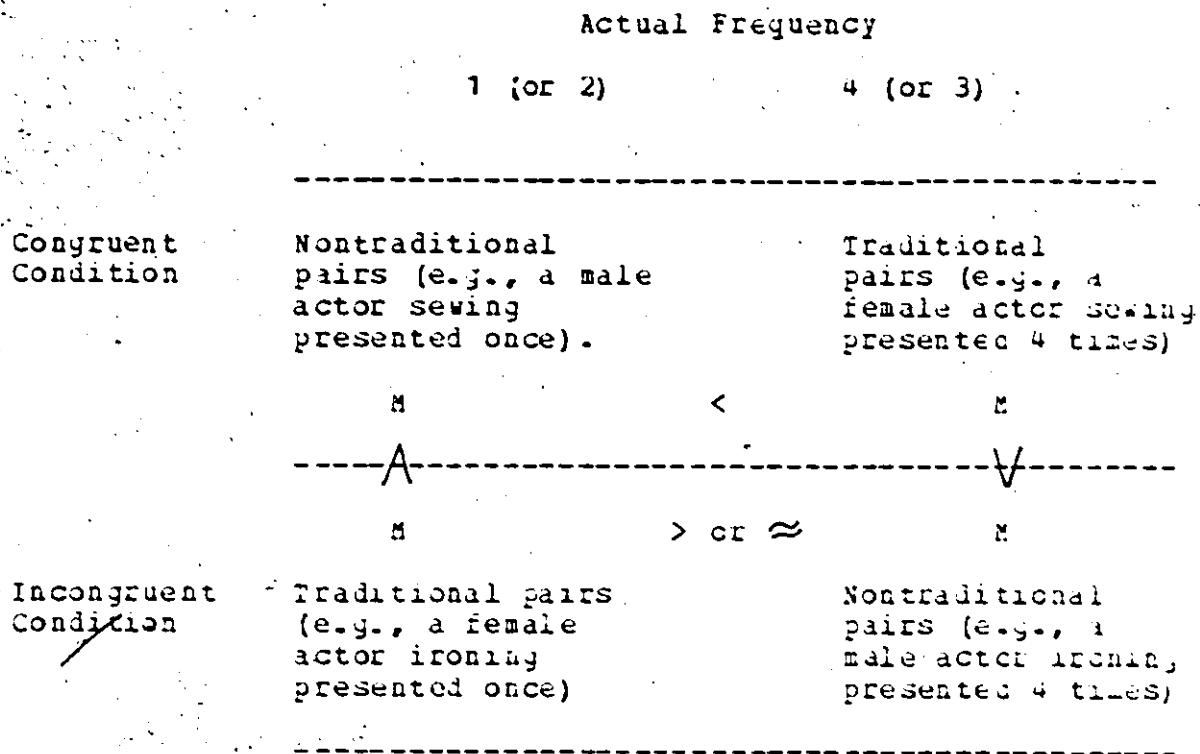 Actual Frequency
1 (or 2) 4 (or 3)
Congruent Nontraditional Traditional
Condition pairs (e.g., a male pairs (e.g., a
actor sewing female actor sewing
presented once). presented 4 times)
M < M
Λ V
M > or ≈ M
Incongruent Traditional pairs Nontraditional
Condition (e.g., a female pairs (e.g., a
actor ironing male actor ironing
presented once) presented 4 times)